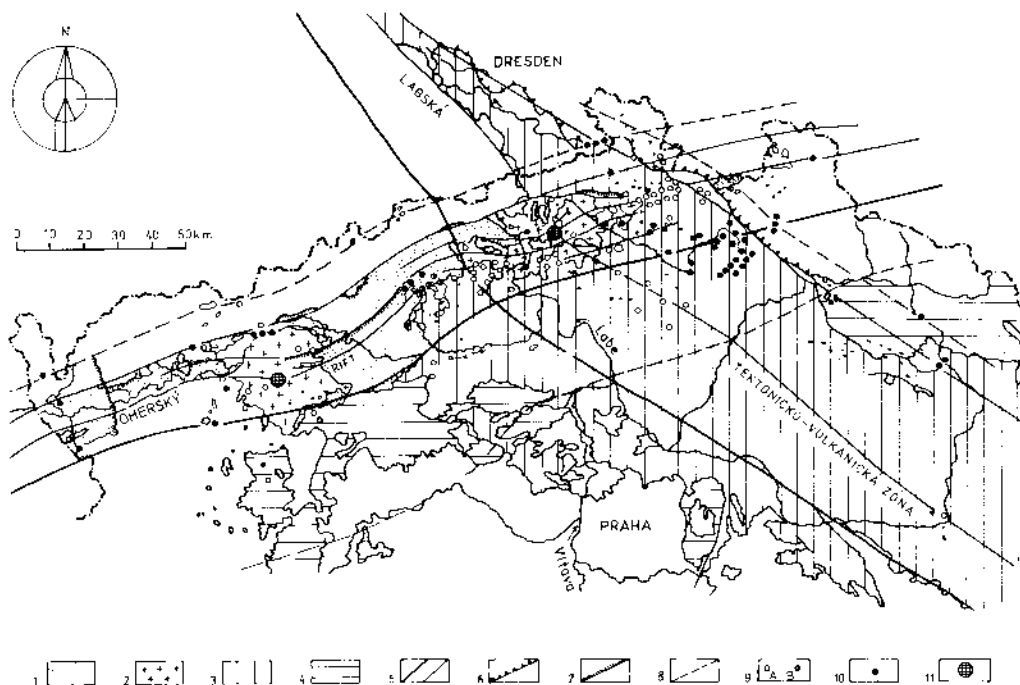 N
DRESDEN
LABSKÁ
0 10 20 30 40 50km
OHERSKÝ
RIFT
Labe
TEKTONICKO-VULKANICKÁ ZÓNA
PRAHA
Vltava
1 2 3 4 5 6 7 8 9 A B 10 11